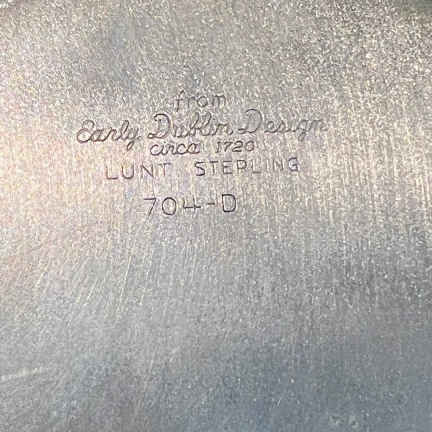 from
Early Dublin Design
circa 1720
LUNT STERLING
704-D